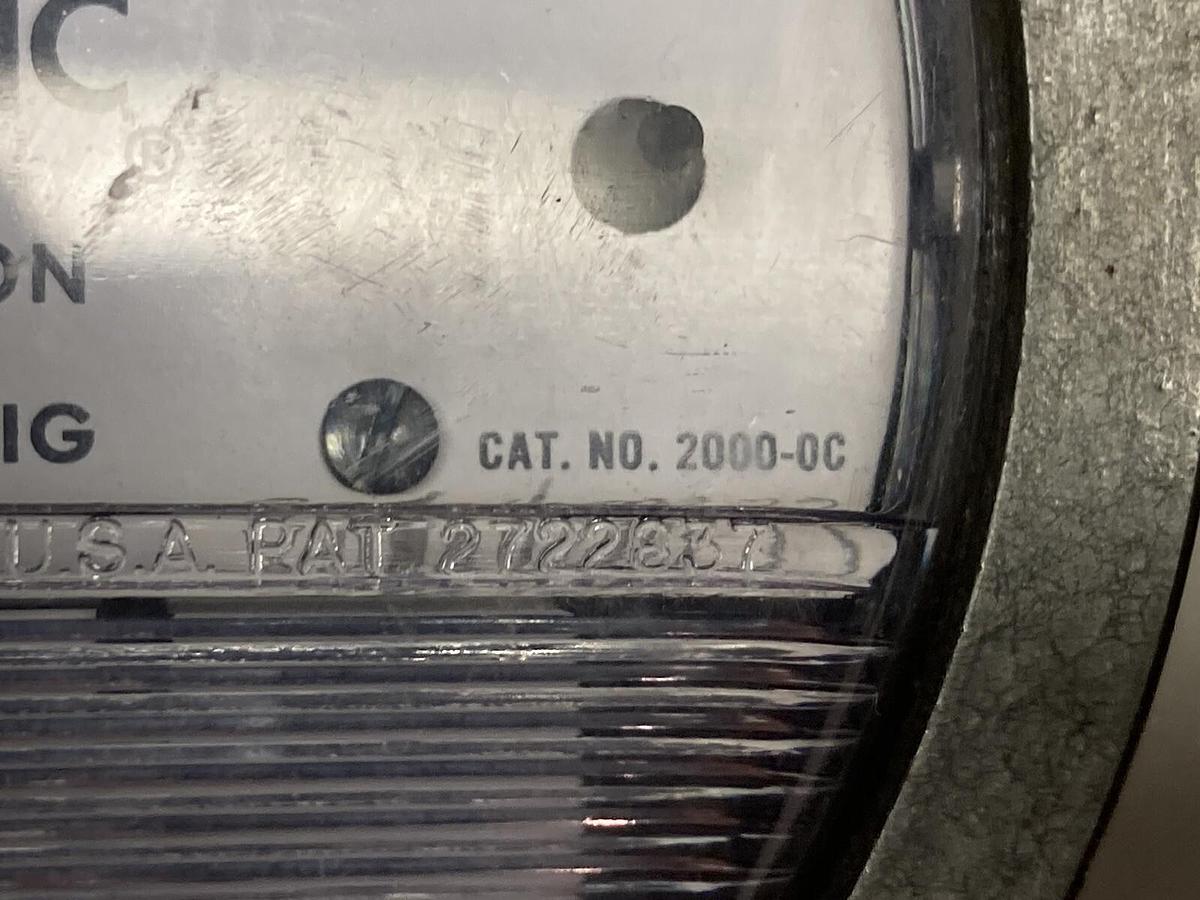 IC
®
ON
IG
CAT. NO. 2000-0C
U.S.A. PAT 2722837